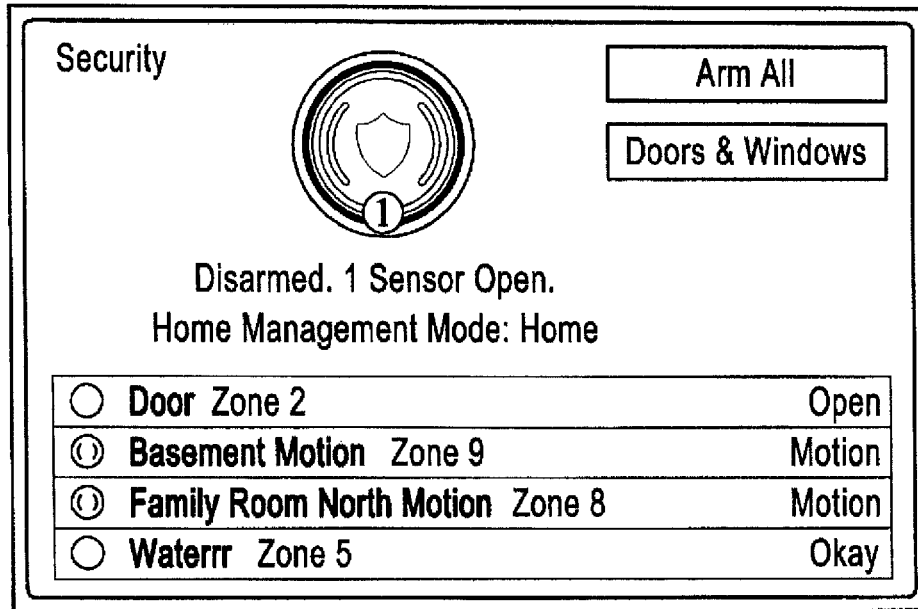 Security
Arm All
Doors & Windows
1
Disarmed. 1 Sensor Open.
Home Management Mode: Home
Door Zone 2 Open
Basement Motion Zone 9 Motion
Family Room North Motion Zone 8 Motion
Waterrr Zone 5 Okay